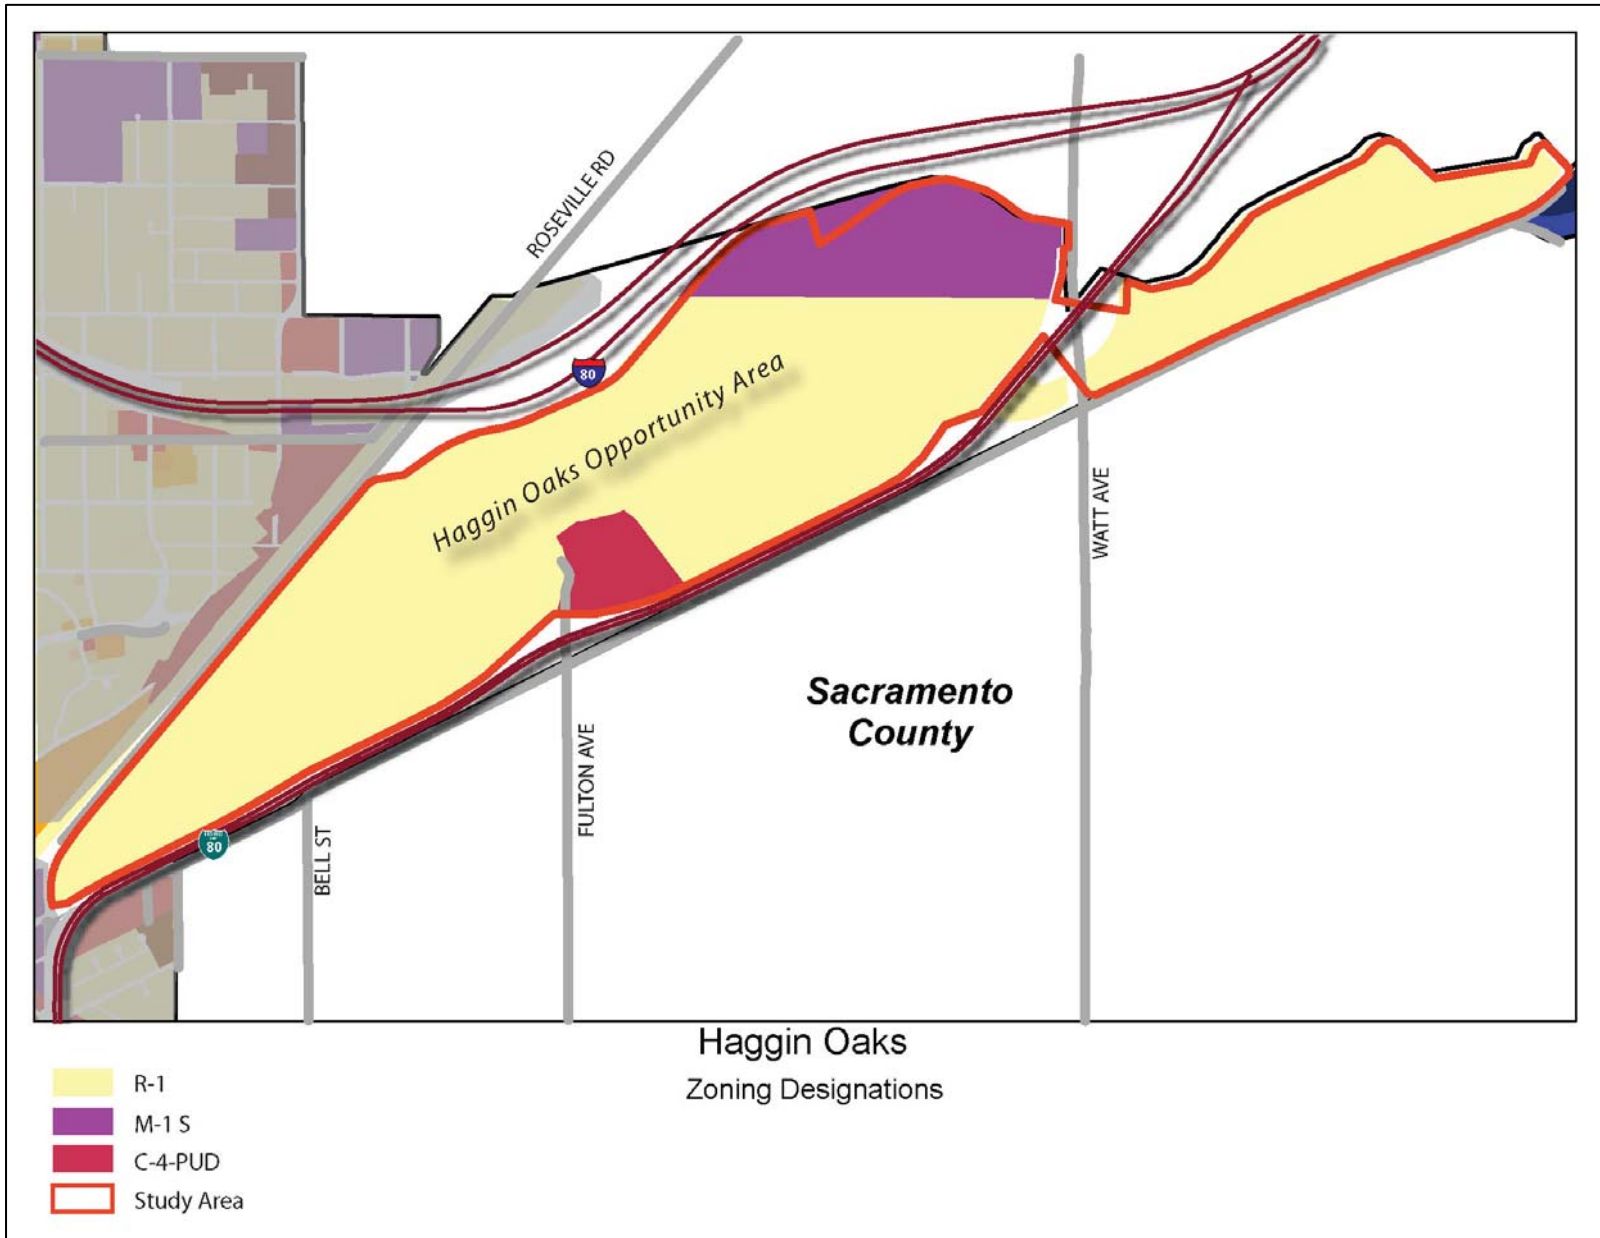 ROSEVILLE RD
80
Haggin Oaks Opportunity Area
WATT AVE
Sacramento
County
FULTON AVE
BELL ST
80
Haggin Oaks
Zoning Designations
R-1
M-1 S
C-4-PUD
Study Area